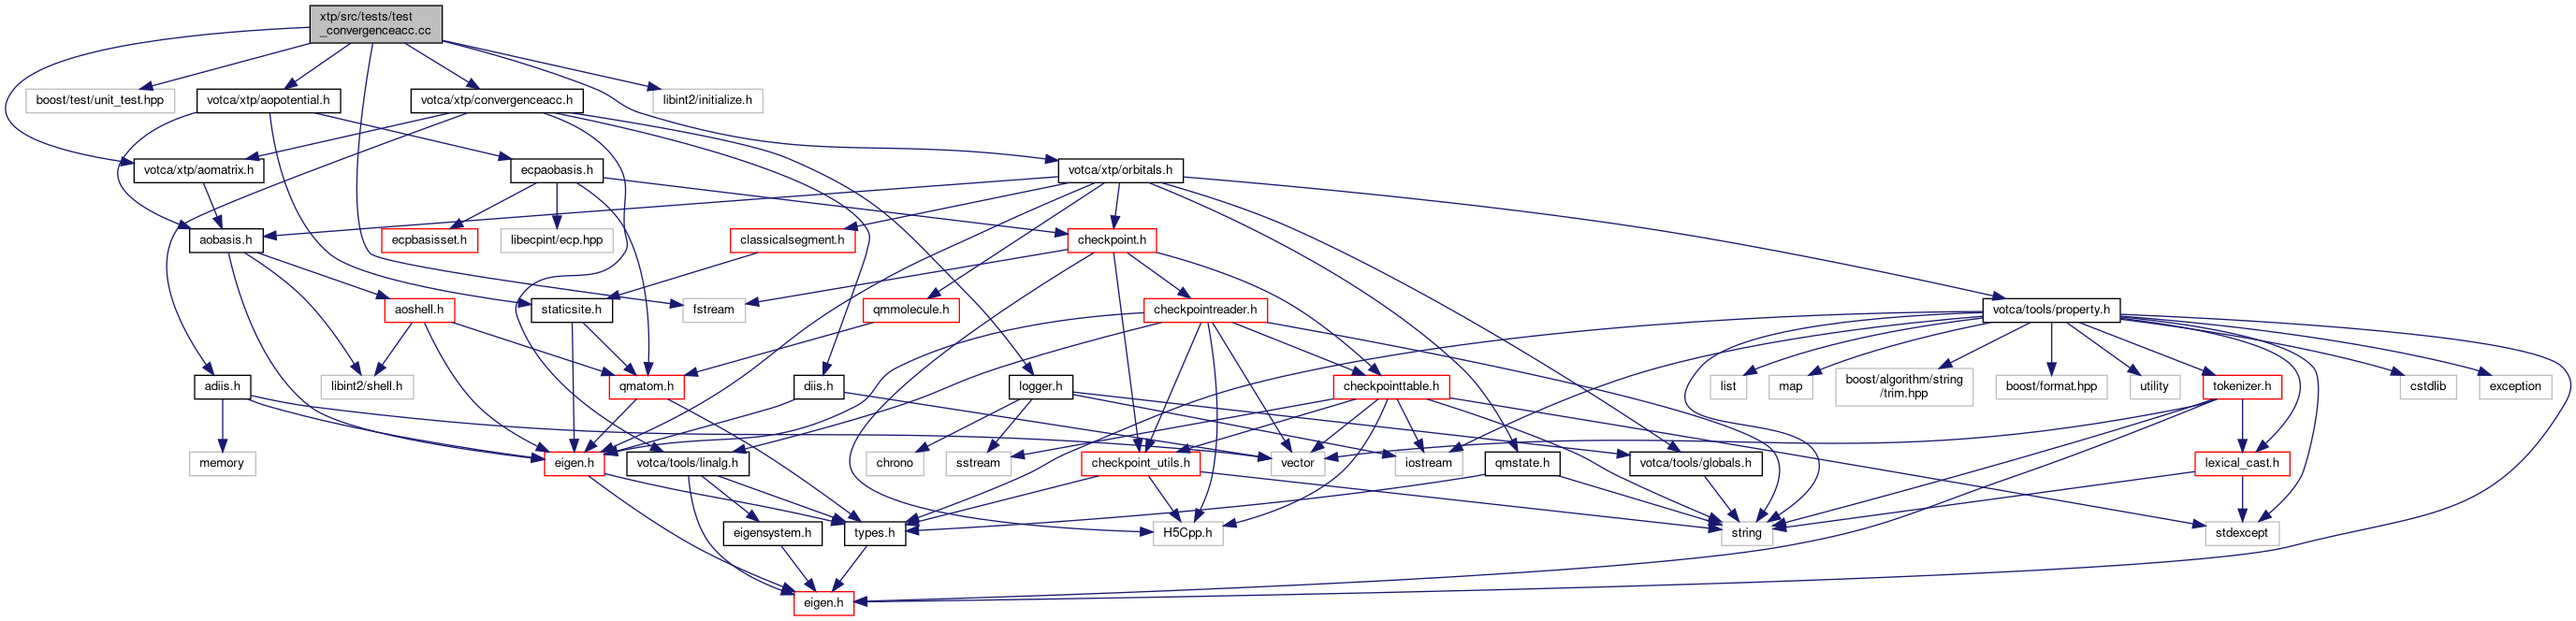 xtp/src/tests/test
_convergenceacc.cc
boost/test/unit_test.hpp
votca/xtp/aopotential.h
votca/xtp/convergenceacc.h
libint2/initialize.h
votca/xtp/aomatrix.h
ecpaobasis.h
votca/xtp/orbitals.h
aobasis.h
ecpbasisset.h
libecpint/ecp.hpp
classicalsegment.h
checkpoint.h
aoshell.h
staticsite.h
fstream
qmmolecule.h
checkpointreader.h
votca/tools/property.h
adiis.h
libint2/shell.h
qmatom.h
diis.h
logger.h
checkpointtable.h
list
map
boost/algorithm/string
/trim.hpp
boost/format.hpp
utility
tokenizer.h
cstdlib
exception
memory
eigen.h
votca/tools/linalg.h
chrono
sstream
checkpoint_utils.h
vector
iostream
qmstate.h
votca/tools/globals.h
lexical_cast.h
eigensystem.h
types.h
H5Cpp.h
string
stdexcept
eigen.h